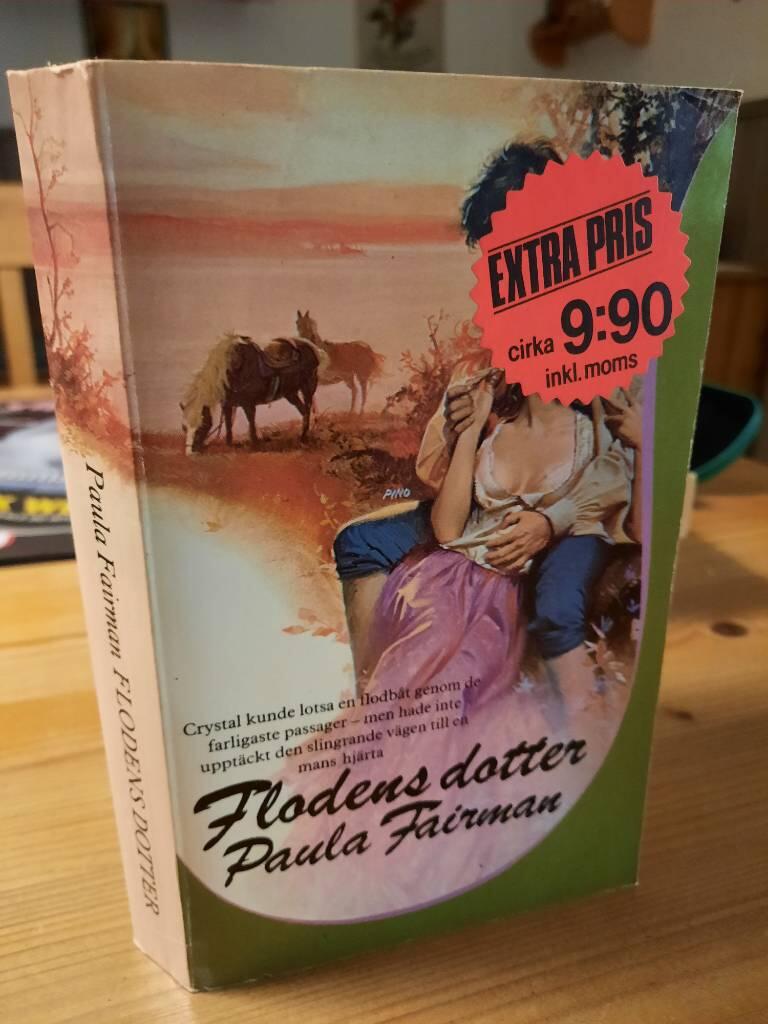 EXTRA PRIS
cirka 9:90
inkl. moms
PINO
Crystal kunde lotsa en flodbåt genom de
farligaste passager – men hade inte
upptäckt den slingrande vägen till en
mans hjärta
Flodens dotter
Paula Fairman
Paula Fairman FLODENS DOTTER